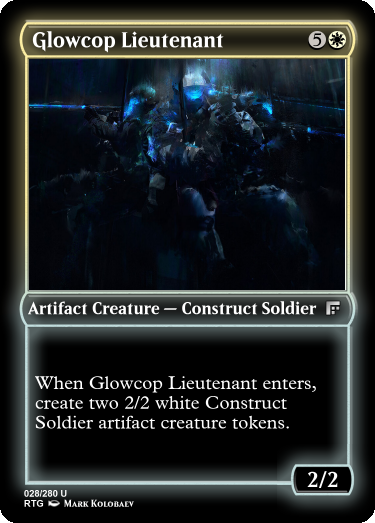 Glowcop Lieutenant 5
Artifact Creature — Construct Soldier
When Glowcop Lieutenant enters,
create two 2/2 white Construct
Soldier artifact creature tokens.
2/2
028/280 U
RTG Mark Kolobaev